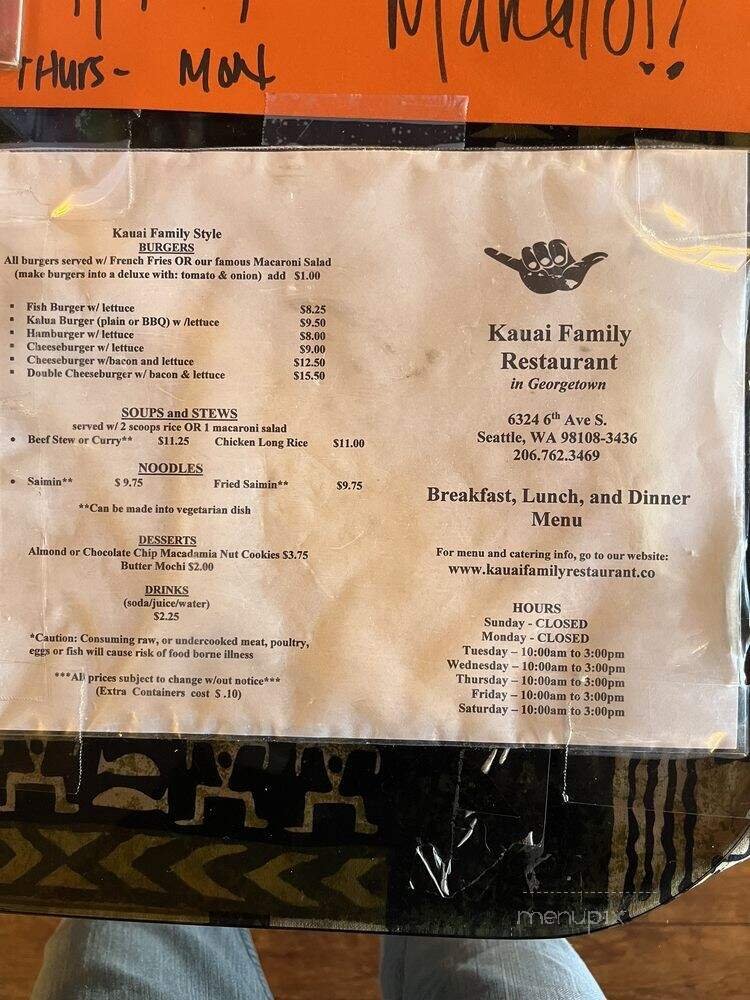 Mahalo!!
THURS- Mon
Kauai Family Style
BURGERS
All burgers served w/ French Fries OR our famous Macaroni Salad
(make burgers into a deluxe with: tomato & onion) add $1.00
▪ Fish Burger w/ lettuce $8.25
▪ Kalua Burger (plain or BBQ) w /lettuce $9.50
▪ Hamburger w/ lettuce $8.00
▪ Cheeseburger w/ lettuce $9.00
▪ Cheeseburger w/bacon and lettuce $12.50
▪ Double Cheeseburger w/ bacon & lettuce $15.50
SOUPS and STEWS
served w/ 2 scoops rice OR 1 macaroni salad
• Beef Stew or Curry** $11.25 Chicken Long Rice $11.00
NOODLES
• Saimin** $ 9.75 Fried Saimin** $9.75
**Can be made into vegetarian dish
DESSERTS
Almond or Chocolate Chip Macadamia Nut Cookies $3.75
Butter Mochi $2.00
DRINKS
(soda/juice/water)
$2.25
*Caution: Consuming raw, or undercooked meat, poultry,
eggs or fish will cause risk of food borne illness
***All prices subject to change w/out notice***
(Extra Containers cost $ .10)
Kauai Family
Restaurant
in Georgetown
6324 6th Ave S.
Seattle, WA 98108-3436
206.762.3469
Breakfast, Lunch, and Dinner
Menu
For menu and catering info, go to our website:
www.kauaifamilyrestaurant.co
HOURS
Sunday - CLOSED
Monday - CLOSED
Tuesday – 10:00am to 3:00pm
Wednesday – 10:00am to 3:00pm
Thursday – 10:00am to 3:00pm
Friday – 10:00am to 3:00pm
Saturday – 10:00am to 3:00pm
menupix